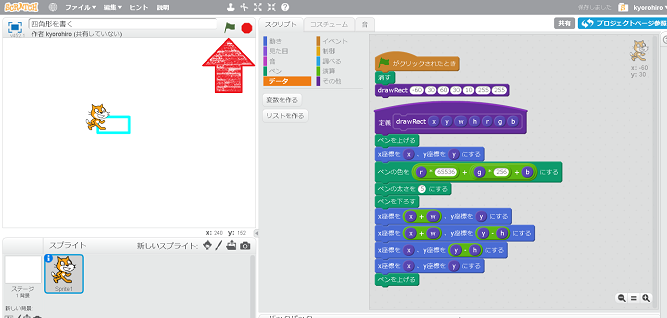 SCRATCH ファイル▼ 編集▼ ヒント 説明 保存しました kyorohiro▼
四角形を書く
作者 kyerohiro (共有していない)
スクリプト コスチューム 音
共有 プロジェクトページ参照
動き イベント
見た目 制御
音 調べる
ペン 演算
データ その他
変数を作る
リストを作る
x: -60
y: 30
がクリックされたとき
消す
drawRect -60 30 60 30 30 255 255
定義 drawRect x y w h r g b
ペンを上げる
x座標を x 、y座標を y にする
ペンの色を r * 65536 + g * 256 + b にする
ペンの太さを 5 にする
ペンを下ろす
x座標を x + w 、y座標を y にする
x座標を x + w 、y座標を y - h にする
x座標を x 、y座標を y - h にする
x座標を x 、y座標を y にする
ペンを上げる
x: 240 y: 152
スプライト 新しいスプライト:
ステージ
1 背景
Sprite1
新しい背景